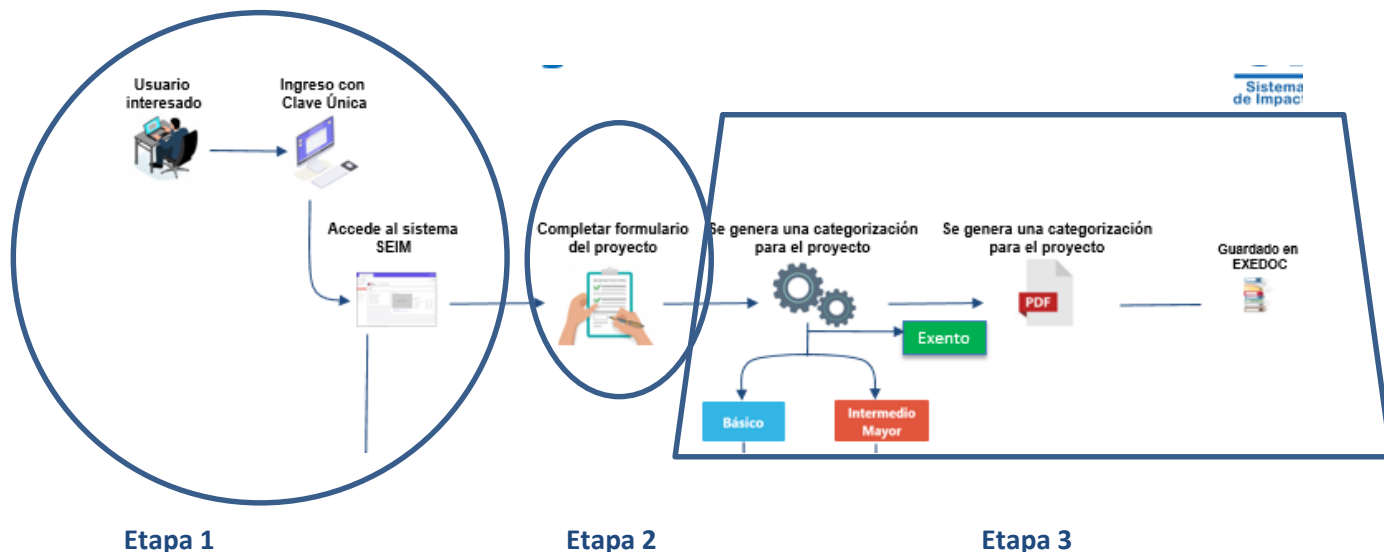 Sistema
de Impac
Usuario
interesado
Ingreso con
Clave Única
Accede al sistema
SEIM
Completar formulario
del proyecto
Se genera una categorización
para el proyecto
Se genera una categorización
para el proyecto
Guardado en
EXEDOC
PDF
Exento
Básico
Intermedio
Mayor
Etapa 1
Etapa 2
Etapa 3